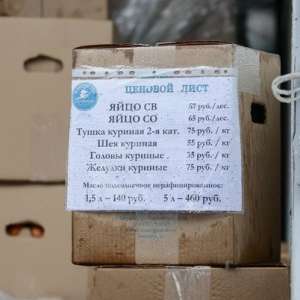 ЦЕНОВОЙ ЛИСТ
ЯЙЦО СВ 57 руб./дес.
ЯЙЦО СО 65 руб./дес.
Тушка куриная 2-я кат. 75 руб. / кг
Шея куриная 55 руб. / кг
Головы куриные 35 руб. / кг
Желудки куриные 75 руб. / кг
Масло подсолнечное нерафинированное:
1,5 л – 140 руб. 5 л – 460 руб.